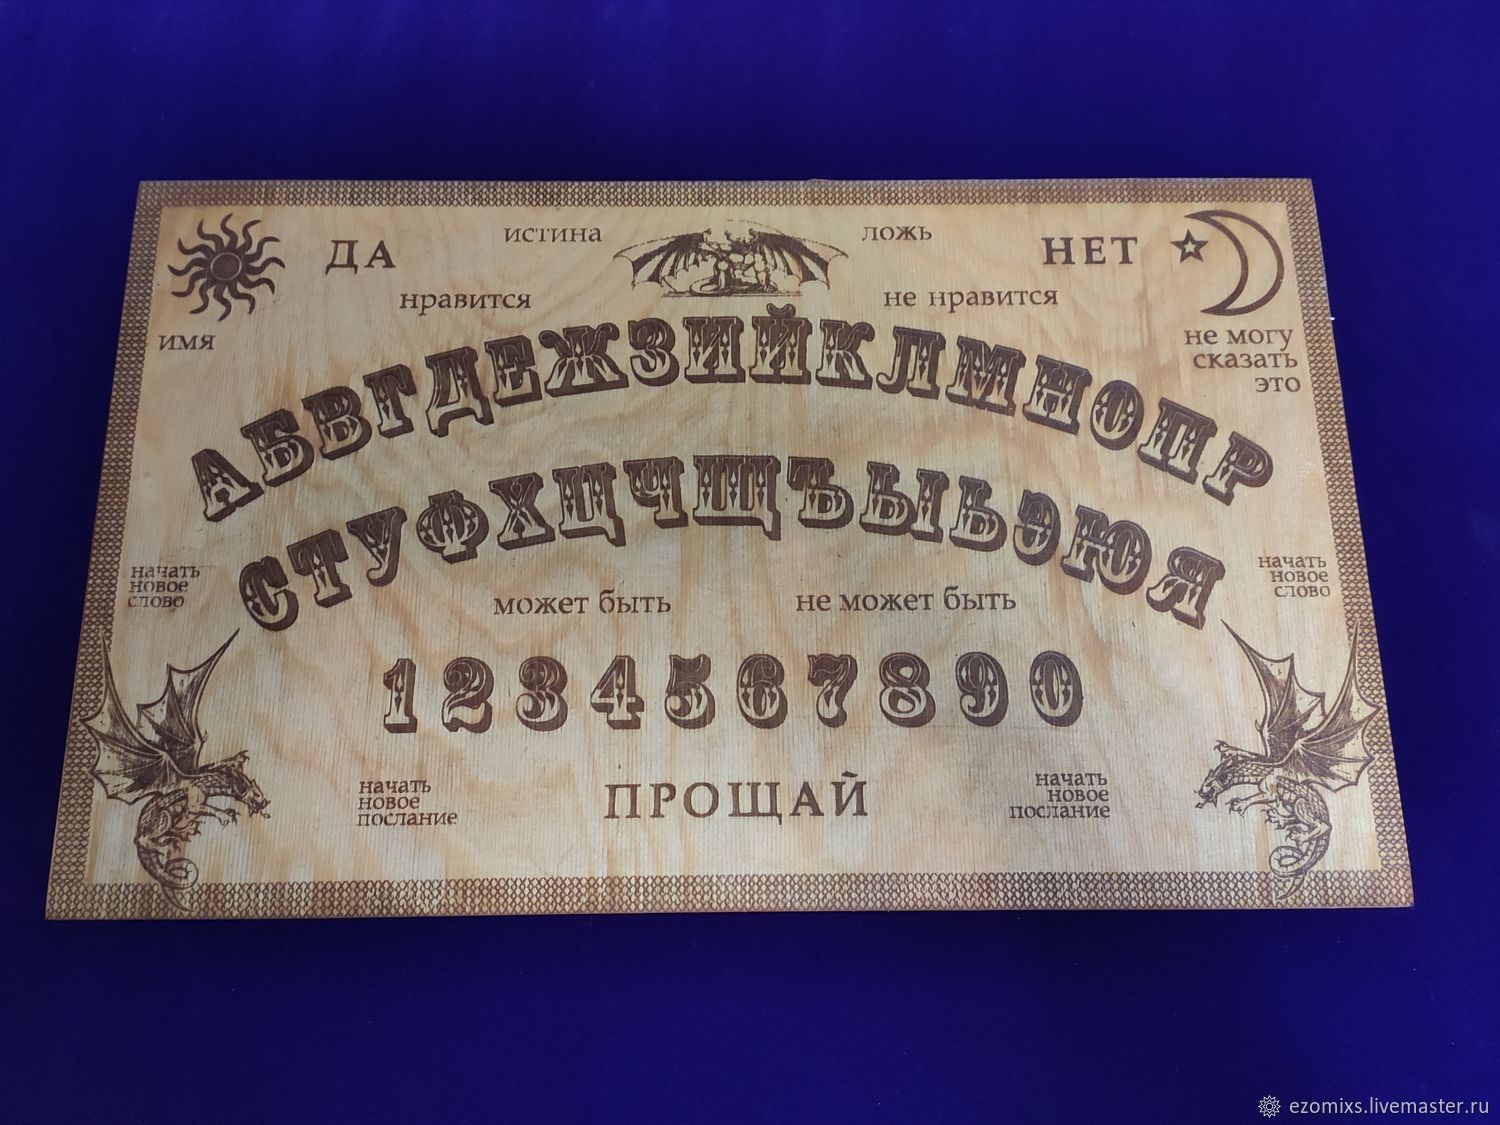 ДА
истина
ложь
НЕТ
нравится
не нравится
имя
не могу
сказать
это
АБВГДЕЖЗИЙКЛМНОПР
СТУФХЦЧЩЪЫЬЭЮЯ
начать
новое
слово
начать
новое
слово
может быть
не может быть
1234567890
начать
новое
послание
ПРОЩАЙ
начать
новое
послание
ezomixs.livemaster.ru